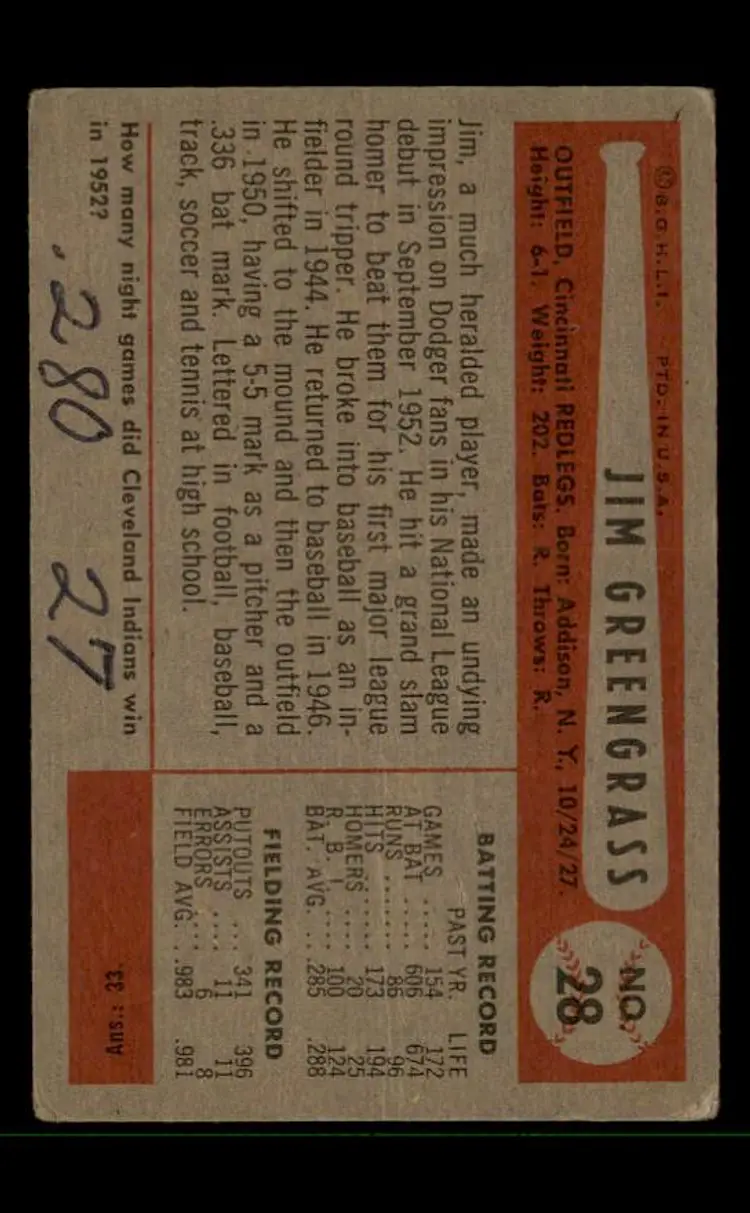 ©B.G.H.L.I. PTD. IN U.S.A.
JIM GREENGRASS
NO. 28
OUTFIELD, Cincinnati REDLEGS. Born: Addison, N. Y., 10/24/27.
Height: 6-1. Weight: 202. Bats: R. Throws: R.
Jim, a much heralded player, made an undying
impression on Dodger fans in his National League
debut in September 1952. He hit a grand slam
homer to beat them for his first major league
round tripper. He broke into baseball as an in-
fielder in 1944. He returned to baseball in 1946.
He shifted to the mound and then the outfield
in 1950, having a 5-5 mark as a pitcher and a
.336 bat mark. Lettered in football, baseball,
track, soccer and tennis at high school.
BATTING RECORD
PAST YR. LIFE
GAMES ..... 154 172
AT BAT ..... 606 674
RUNS ....... 86 96
HITS ...... 173 194
HOMERS .... 20 25
R. B. I. .... 100 124
BAT. AVG. .. .285 .288
FIELDING RECORD
PUTOUTS ... 341 396
ASSISTS .... 11 11
ERRORS .... 6 8
FIELD AVG. . .983 .981
How many night games did Cleveland Indians win
in 1952?
.280 27
Ans.: 33.